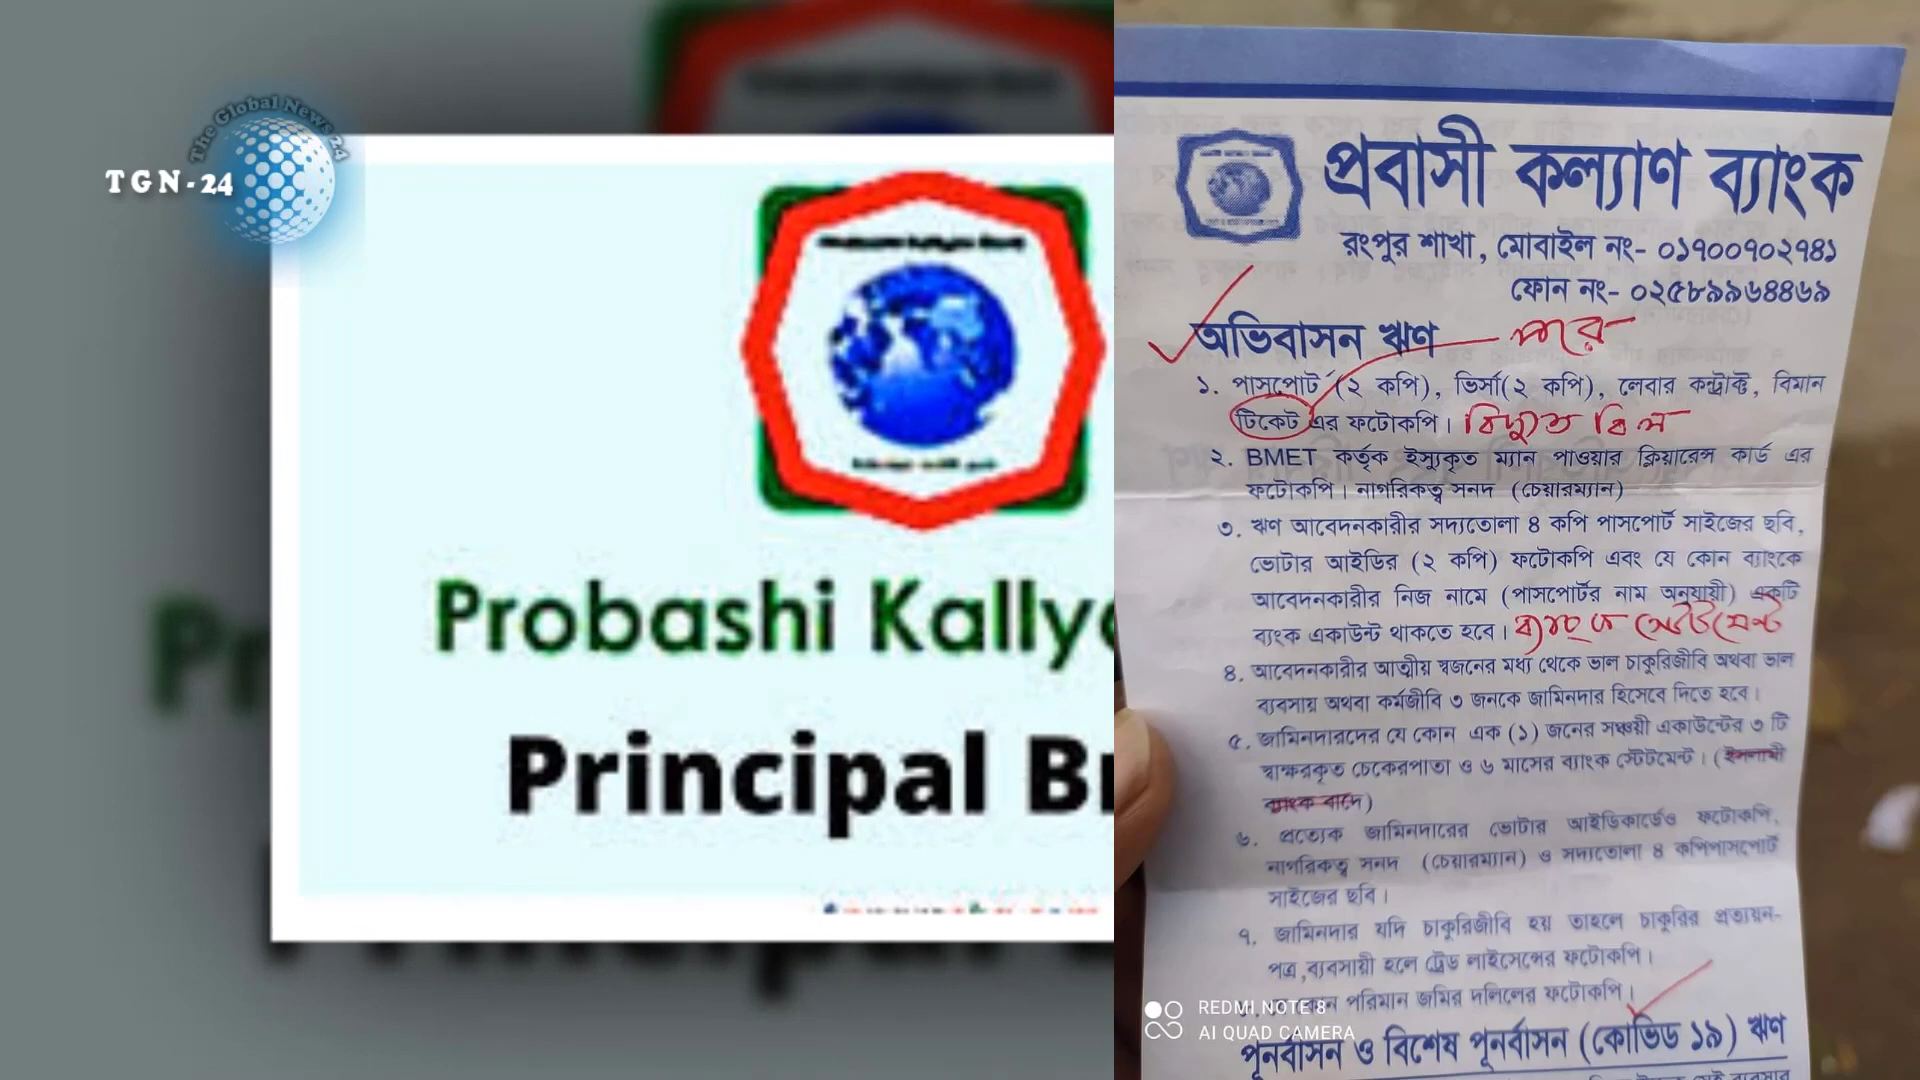 The Global News 24
TGN-24
Probashi Kallya
Principal B
প্রবাসী কল্যাণ ব্যাংক
রংপুর শাখা, মোবাইল নং- ০১৭০০৭০২৭৪১
ফোন নং- ০২৫৮৯৯৬৪৪৬৯
অভিবাসন ঋণ পরে
১. পাসপোর্ট (২ কপি), ভিসা(২ কপি), লেবার কন্ট্রাক্ট, বিমান
টিকেট এর ফটোকপি। বিদ্যুত বিল
২. BMET কর্তৃক ইস্যুকৃত ম্যান পাওয়ার ক্লিয়ারেন্স কার্ড এর
ফটোকপি। নাগরিকত্ব সনদ (চেয়ারম্যান)
৩. ঋণ আবেদনকারীর সদ্যতোলা ৪ কপি পাসপোর্ট সাইজের ছবি,
ভোটার আইডির (২ কপি) ফটোকপি এবং যে কোন ব্যাংকে
আবেদনকারীর নিজ নামে (পাসপোর্টের নাম অনুযায়ী) একটি
ব্যংক একাউন্ট থাকতে হবে। ব্যাংক স্টেটমেন্ট
৪. আবেদনকারীর আত্মীয় স্বজনের মধ্য থেকে ভাল চাকুরিজীবি অথবা ভাল
ব্যবসায় অথবা কর্মজীবি ৩ জনকে জামিনদার হিসেবে দিতে হবে।
৫. জামিনদারদের যে কোন এক (১) জনের সঞ্চয়ী একাউন্টের ৩ টি
স্বাক্ষরকৃত চেকেরপাতা ও ৬ মাসের ব্যাংক স্টেটমেন্ট। (ইসলামী
ব্যাংক বাদে)
৬. প্রত্যেক জামিনদারের ভোটার আইডিকার্ডেও ফটোকপি,
নাগরিকত্ব সনদ (চেয়ারম্যান) ও সদ্যতোলা ৪ কপিপাসপোর্ট
সাইজের ছবি।
৭. জামিনদার যদি চাকুরিজীবি হয় তাহলে চাকুরির প্রত্যয়ন-
পত্র,ব্যবসায়ী হলে ট্রেড লাইসেন্সের ফটোকপি।
পরিমান জমির দলিলের ফটোকপি।
REDMI NOTE 8
AI QUAD CAMERA
পূনর্বাসন ও বিশেষ পূনর্বাসন (কোভিড ১৯) ঋণ